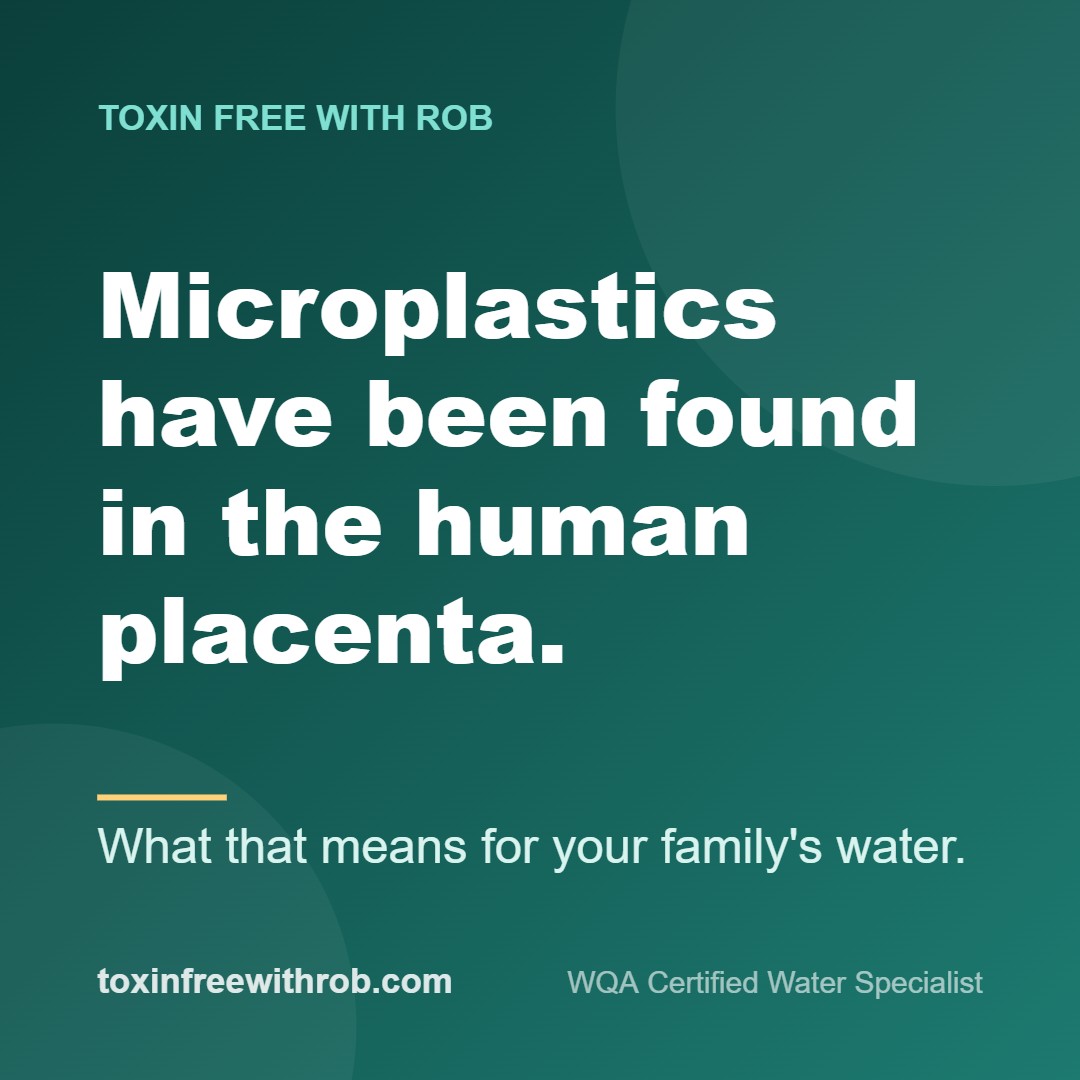 TOXIN FREE WITH ROB
Microplastics
have been found
in the human
placenta.
What that means for your family's water.
toxinfreewithrob.com
WQA Certified Water Specialist